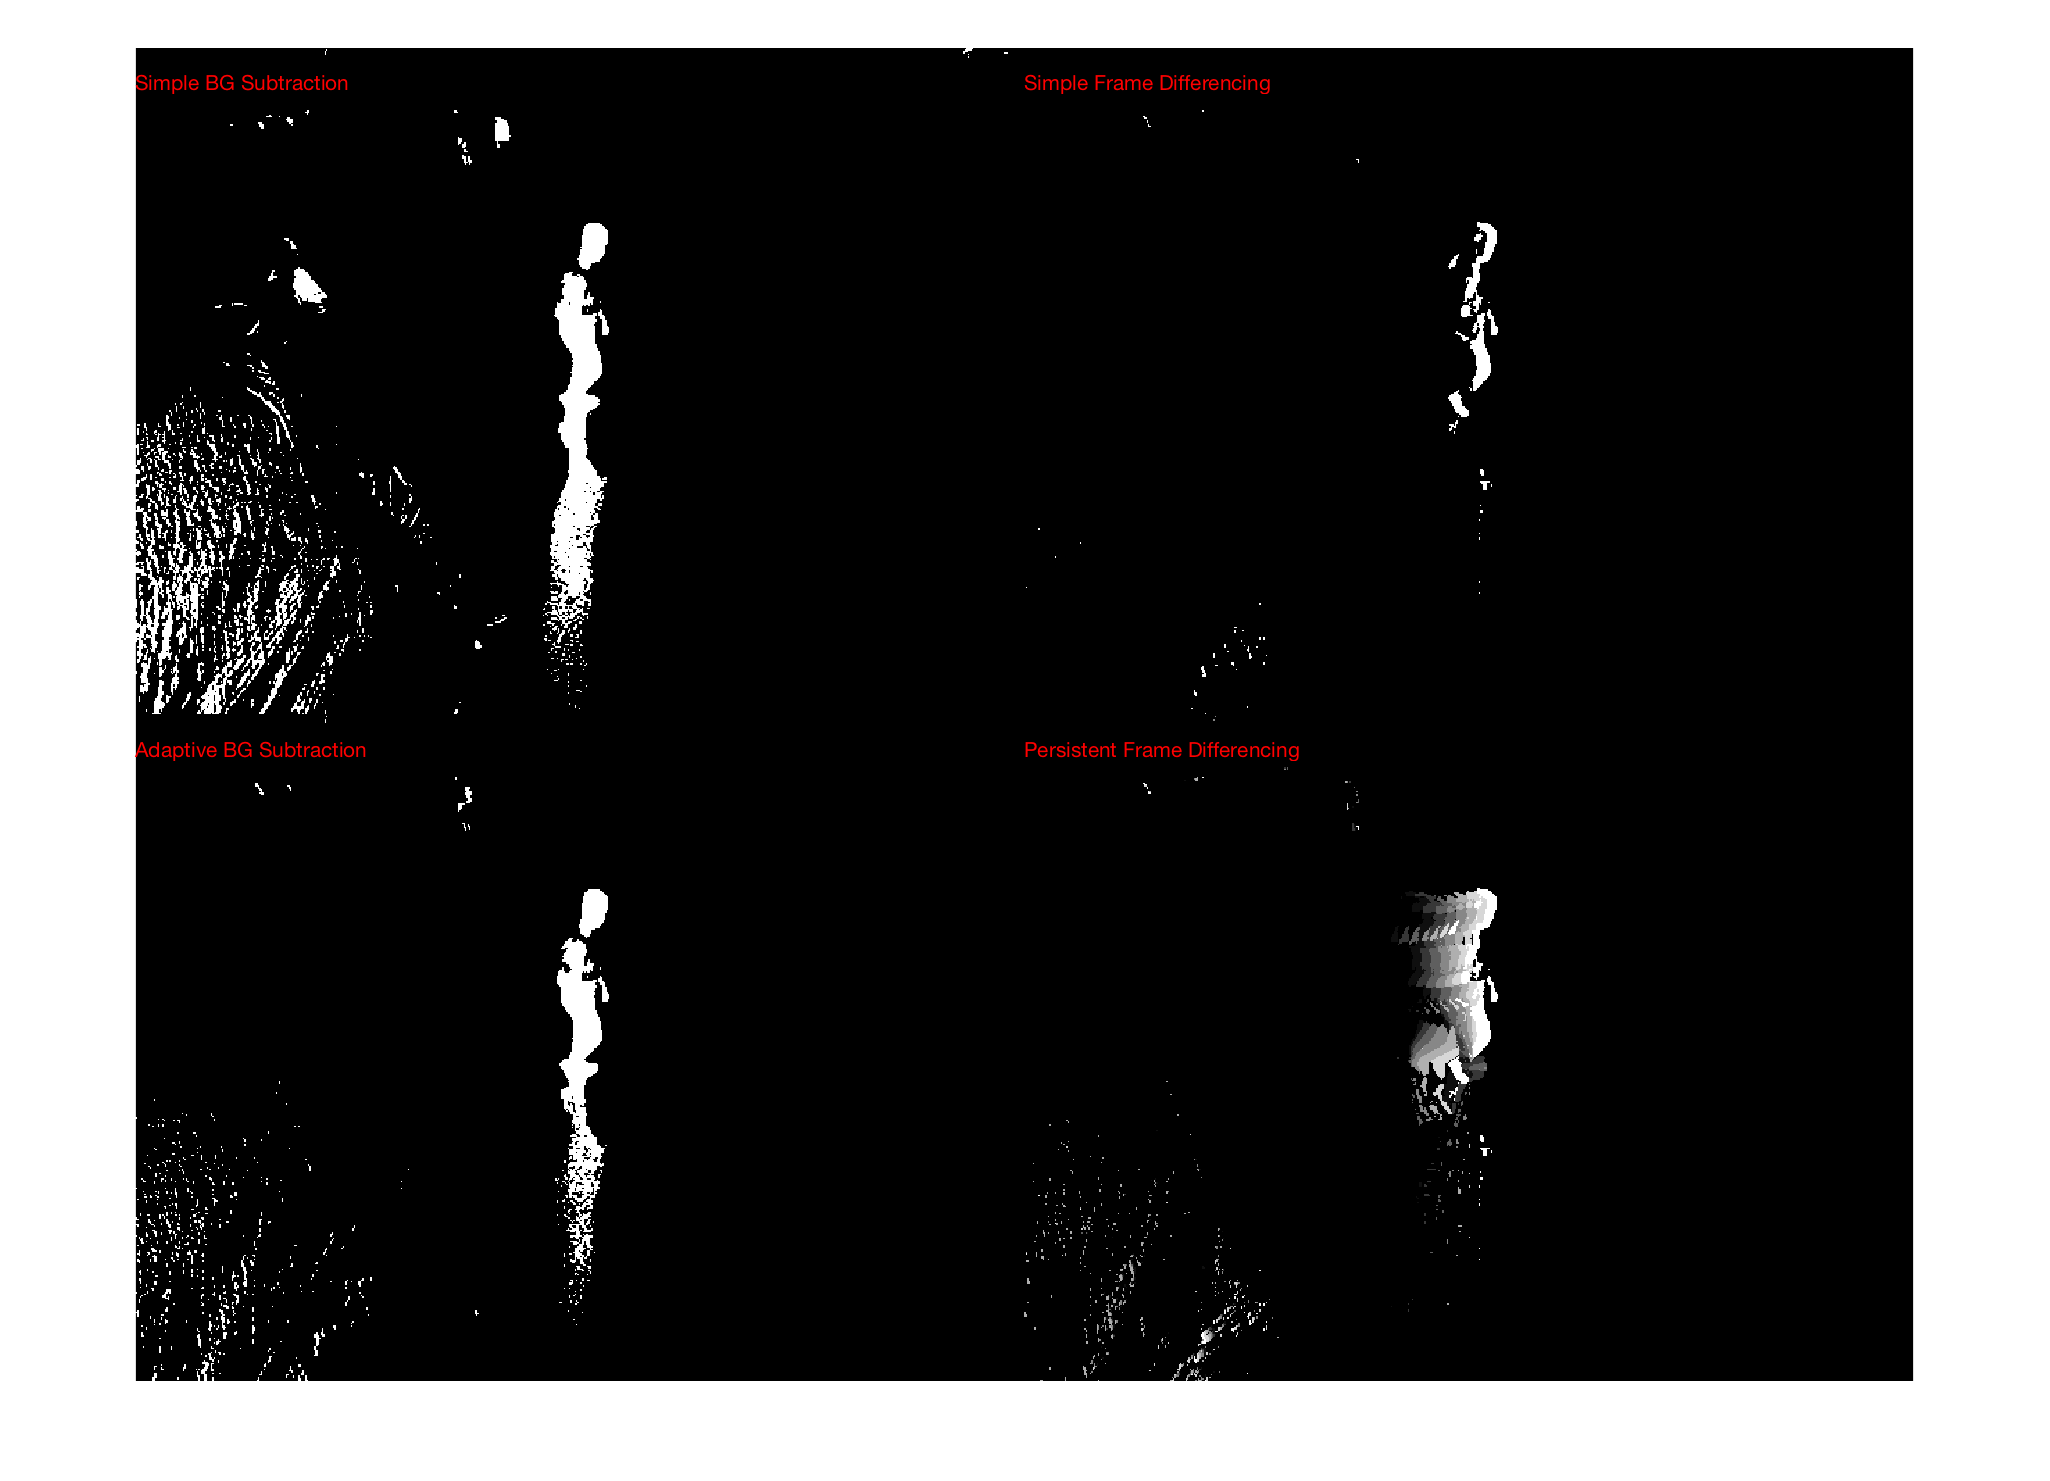 Simple BG Subtraction
Simple Frame Differencing
Adaptive BG Subtraction
Persistent Frame Differencing